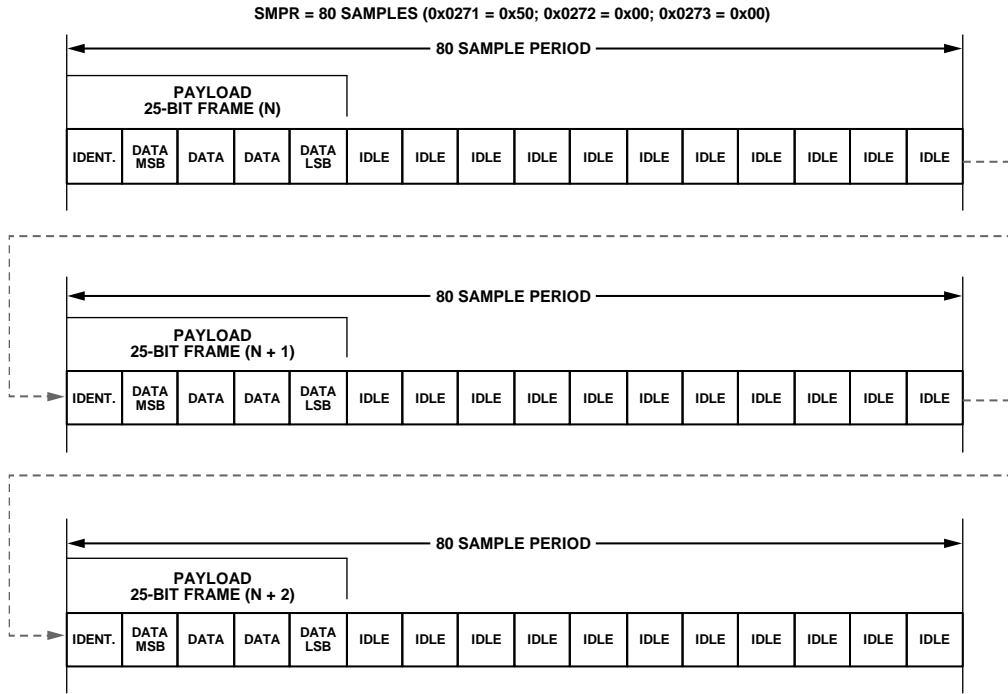 SMPR = 80 SAMPLES (0x0271 = 0x50; 0x0272 = 0x00; 0x0273 = 0x00)
80 SAMPLE PERIOD
PAYLOAD
25-BIT FRAME (N)
IDENT. DATA MSB DATA DATA DATA LSB IDLE IDLE IDLE IDLE IDLE IDLE IDLE IDLE IDLE IDLE IDLE
80 SAMPLE PERIOD
PAYLOAD
25-BIT FRAME (N + 1)
IDENT. DATA MSB DATA DATA DATA LSB IDLE IDLE IDLE IDLE IDLE IDLE IDLE IDLE IDLE IDLE IDLE
80 SAMPLE PERIOD
PAYLOAD
25-BIT FRAME (N + 2)
IDENT. DATA MSB DATA DATA DATA LSB IDLE IDLE IDLE IDLE IDLE IDLE IDLE IDLE IDLE IDLE IDLE